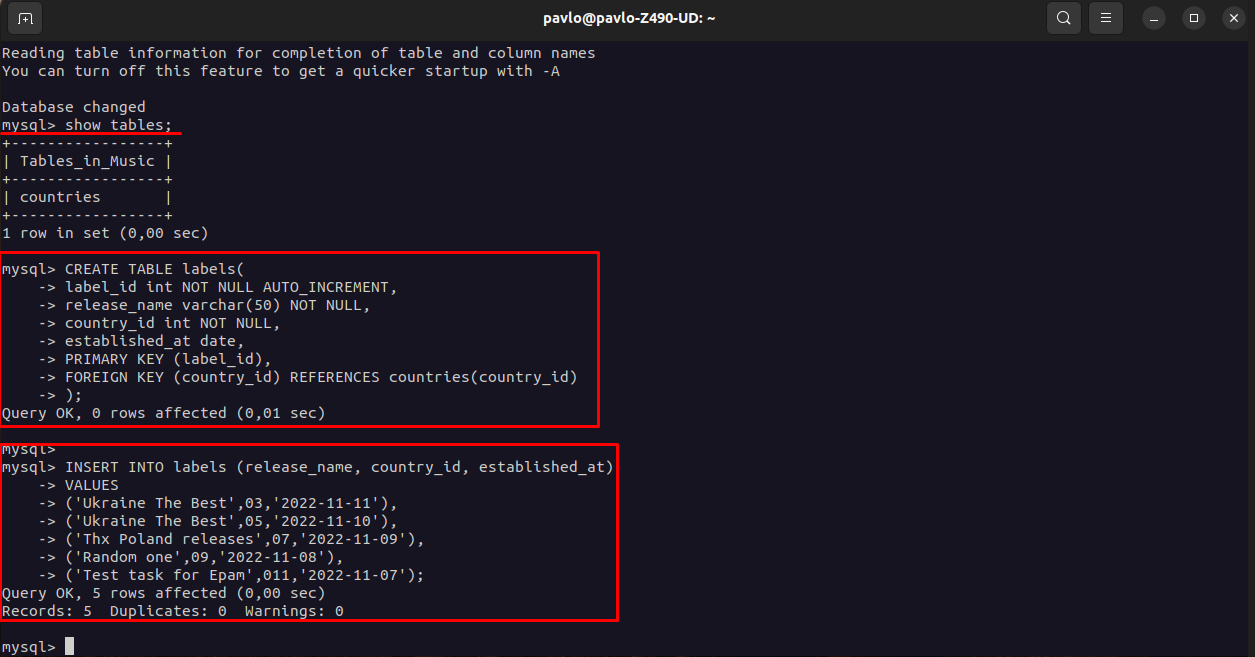 pavlo@pavlo-Z490-UD: ~
Reading table information for completion of table and column names
You can turn off this feature to get a quicker startup with -A
Database changed
mysql> show tables;
+-----------------+
| Tables_in_Music |
+-----------------+
| countries       |
+-----------------+
1 row in set (0,00 sec)
mysql> CREATE TABLE labels(
    -> label_id int NOT NULL AUTO_INCREMENT,
    -> release_name varchar(50) NOT NULL,
    -> country_id int NOT NULL,
    -> established_at date,
    -> PRIMARY KEY (label_id),
    -> FOREIGN KEY (country_id) REFERENCES countries(country_id)
    -> );
Query OK, 0 rows affected (0,01 sec)
mysql>
mysql> INSERT INTO labels (release_name, country_id, established_at)
    -> VALUES
    -> ('Ukraine The Best',03,'2022-11-11'),
    -> ('Ukraine The Best',05,'2022-11-10'),
    -> ('Thx Poland releases',07,'2022-11-09'),
    -> ('Random one',09,'2022-11-08'),
    -> ('Test task for Epam',011,'2022-11-07');
Query OK, 5 rows affected (0,00 sec)
Records: 5  Duplicates: 0  Warnings: 0
mysql>